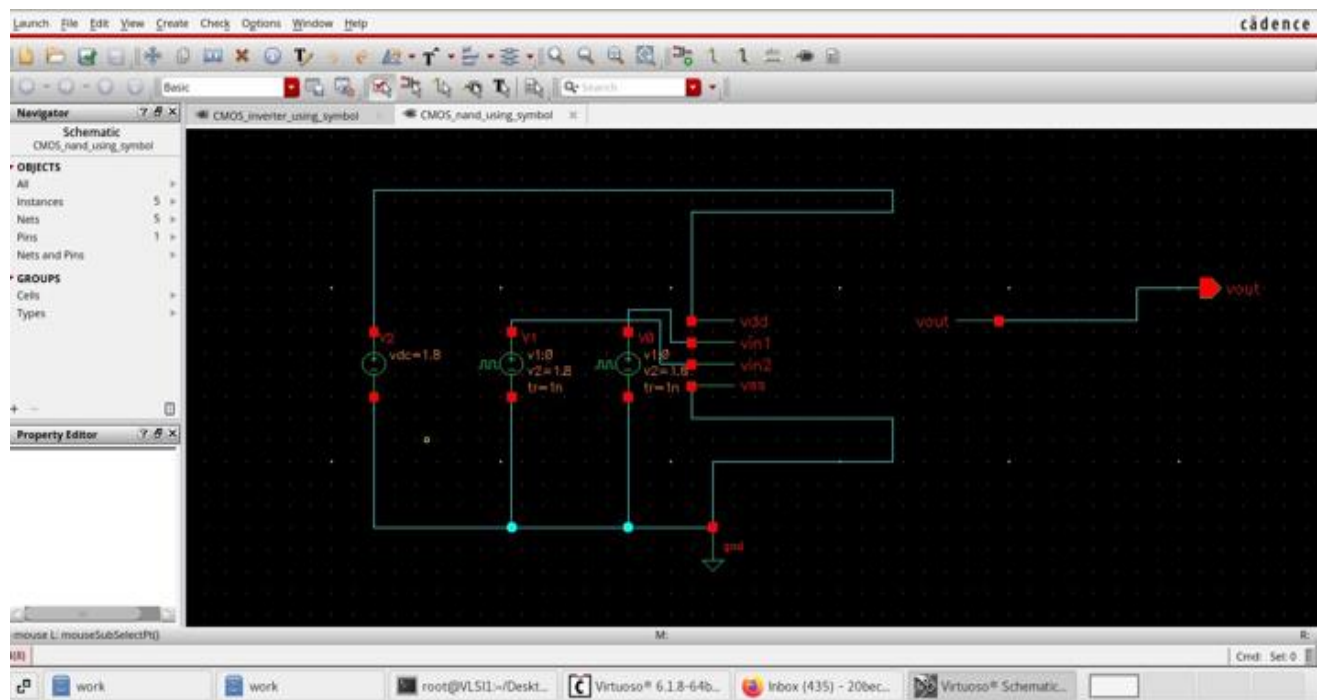 Launch File Edit View Create Check Options Window Help
cādence
Basic
Search
Navigator
CMOS_inverter_using_symbol
CMOS_nand_using_symbol
Schematic
CMOS_nand_using_symbol
OBJECTS
All
Instances 5
Nets 5
Pins 1
Nets and Pins
GROUPS
Cells
Types
Property Editor
V2
vdc=1.8
V1
v1:0
v2=1.8
tr=1n
V0
v1:0
v2=1.8
tr=1n
vdd
vin1
vin2
vss
vout
vout
gnd
mouse L: mouseSubSelectPt()
M:
R:
Cmd: Sel: 0
work
work
root@VLSI1:~/Deskt...
Virtuoso® 6.1.8-64b...
Inbox (435) - 20bec...
Virtuoso® Schematic...